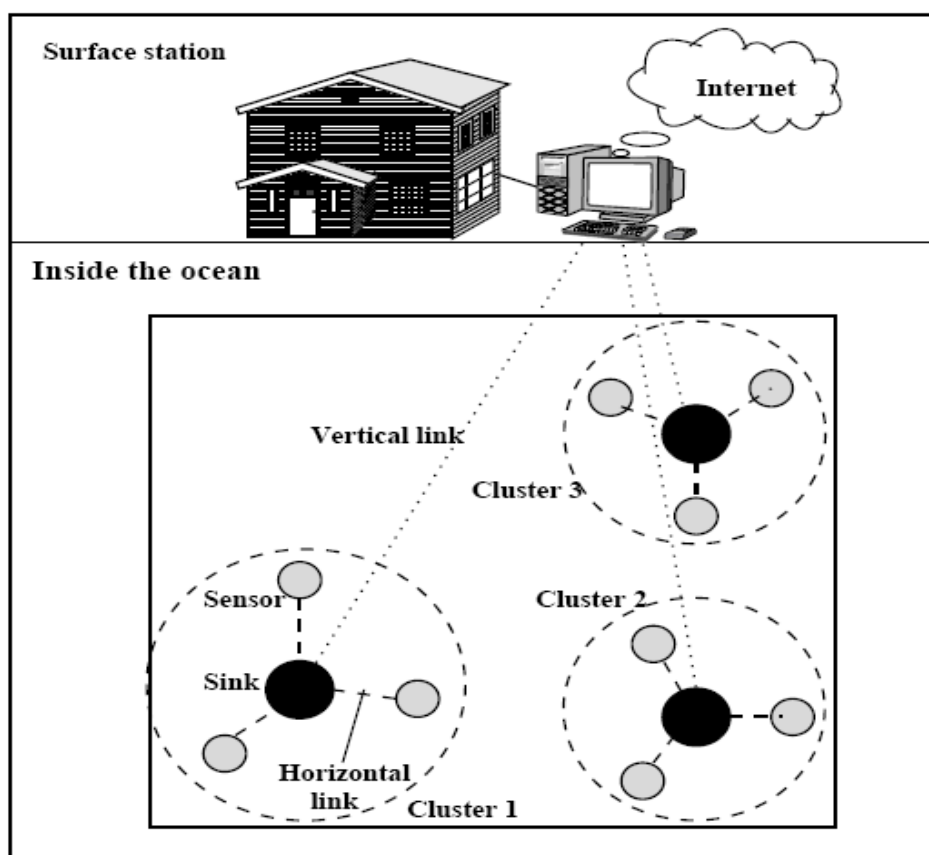 Surface station
Internet
Inside the ocean
Vertical link
Cluster 3
Sensor
Cluster 2
Sink
Horizontal
link
Cluster 1